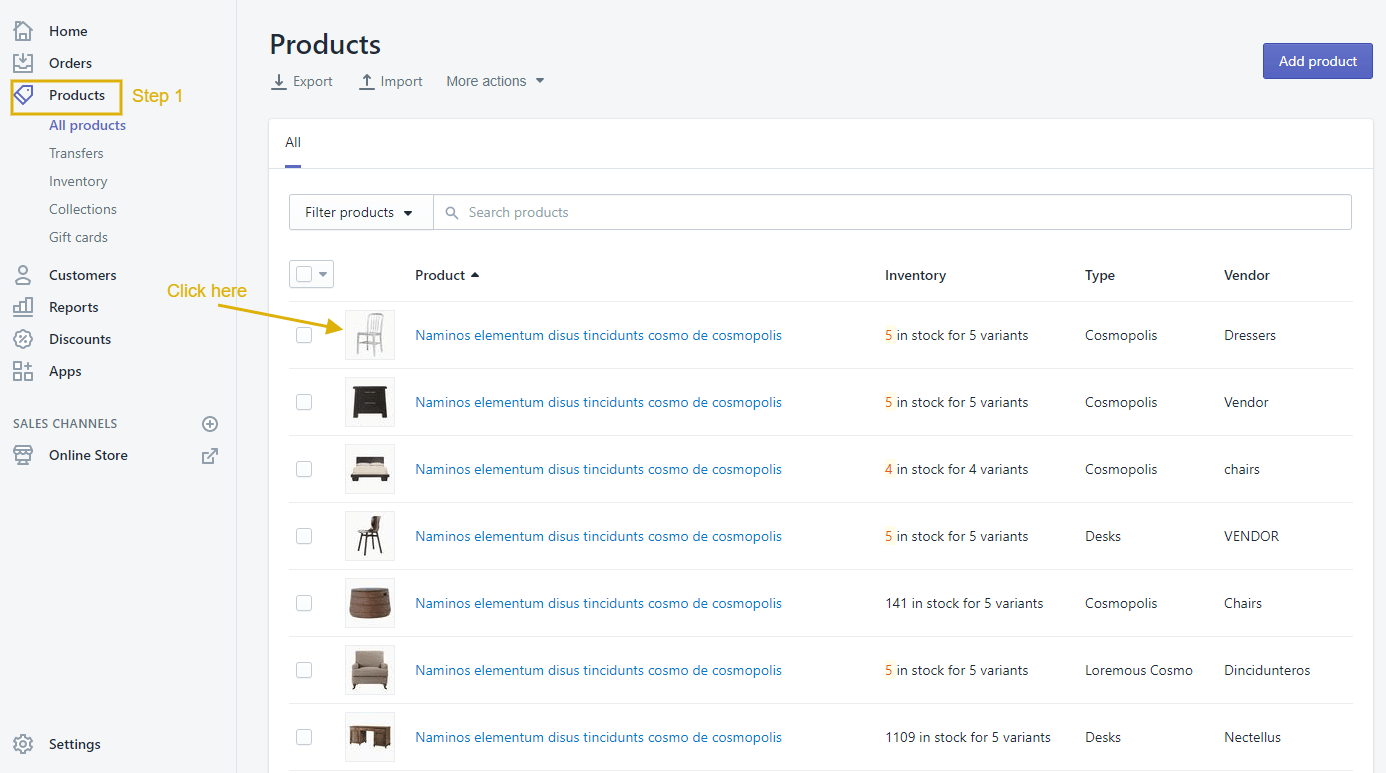 Home
Orders
Products
Step 1
All products
Transfers
Inventory
Collections
Gift cards
Customers
Reports
Discounts
Apps
SALES CHANNELS
Online Store
Settings
Products
Export Import More actions
Add product
All
Filter products Search products
Product Inventory Type Vendor
Click here
Naminos elementum disus tincidunts cosmo de cosmopolis 5 in stock for 5 variants Cosmopolis Dressers
Naminos elementum disus tincidunts cosmo de cosmopolis 5 in stock for 5 variants Cosmopolis Vendor
Naminos elementum disus tincidunts cosmo de cosmopolis 4 in stock for 4 variants Cosmopolis chairs
Naminos elementum disus tincidunts cosmo de cosmopolis 5 in stock for 5 variants Desks VENDOR
Naminos elementum disus tincidunts cosmo de cosmopolis 141 in stock for 5 variants Cosmopolis Chairs
Naminos elementum disus tincidunts cosmo de cosmopolis 5 in stock for 5 variants Loremous Cosmo Dincidunteros
Naminos elementum disus tincidunts cosmo de cosmopolis 1109 in stock for 5 variants Desks Nectellus